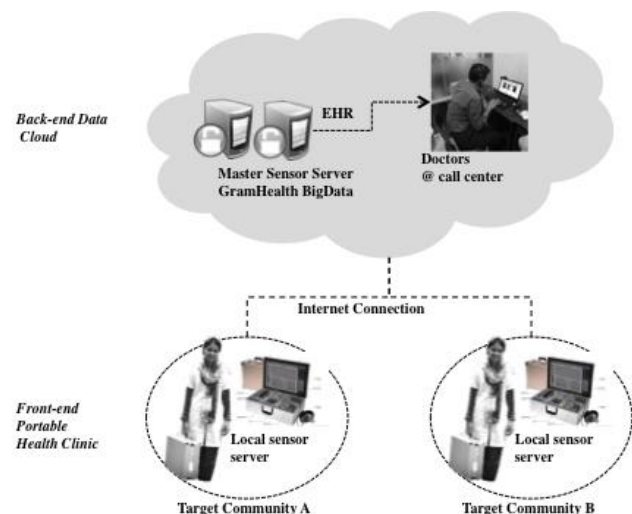 Back-end Data
Cloud
EHR
Master Sensor Server
GramHealth BigData
Doctors
@ call center
Internet Connection
Front-end
Portable
Health Clinic
Local sensor
server
Target Community A
Local sensor
server
Target Community B